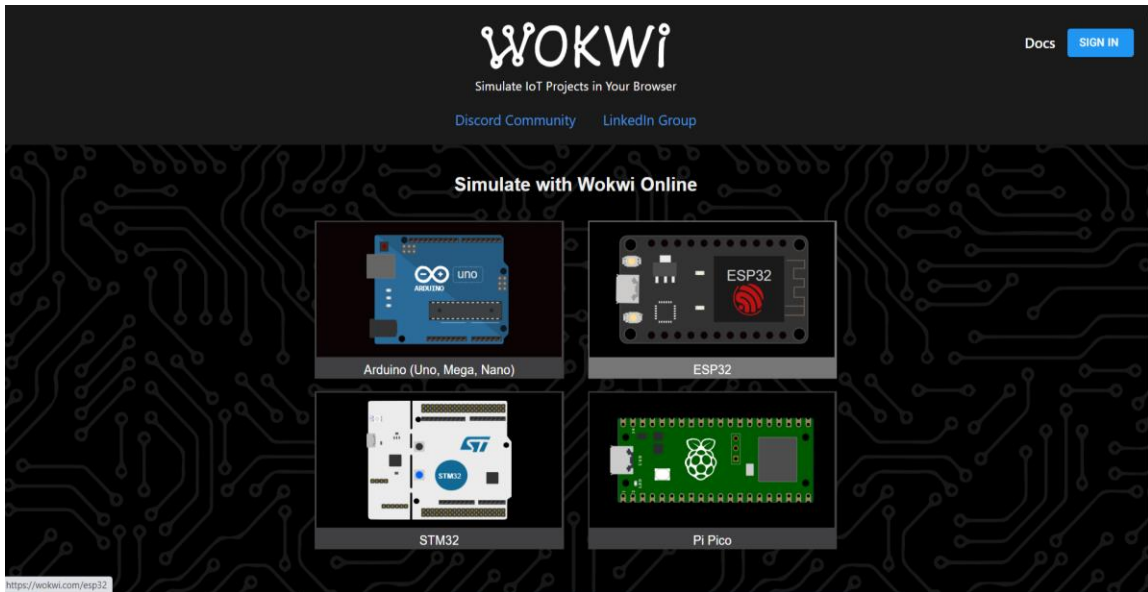 WOKWi
Docs
SIGN IN
Simulate IoT Projects in Your Browser
Discord Community LinkedIn Group
Simulate with Wokwi Online
uno
ARDUINO
ESP32
Arduino (Uno, Mega, Nano)
ESP32
ST
STM32
STM32
Pi Pico
https://wokwi.com/esp32